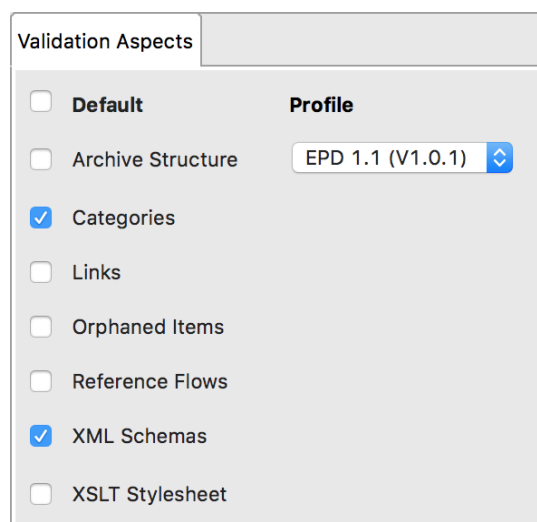 Validation Aspects
Default Profile
Archive Structure EPD 1.1 (V1.0.1)
Categories
Links
Orphaned Items
Reference Flows
XML Schemas
XSLT Stylesheet